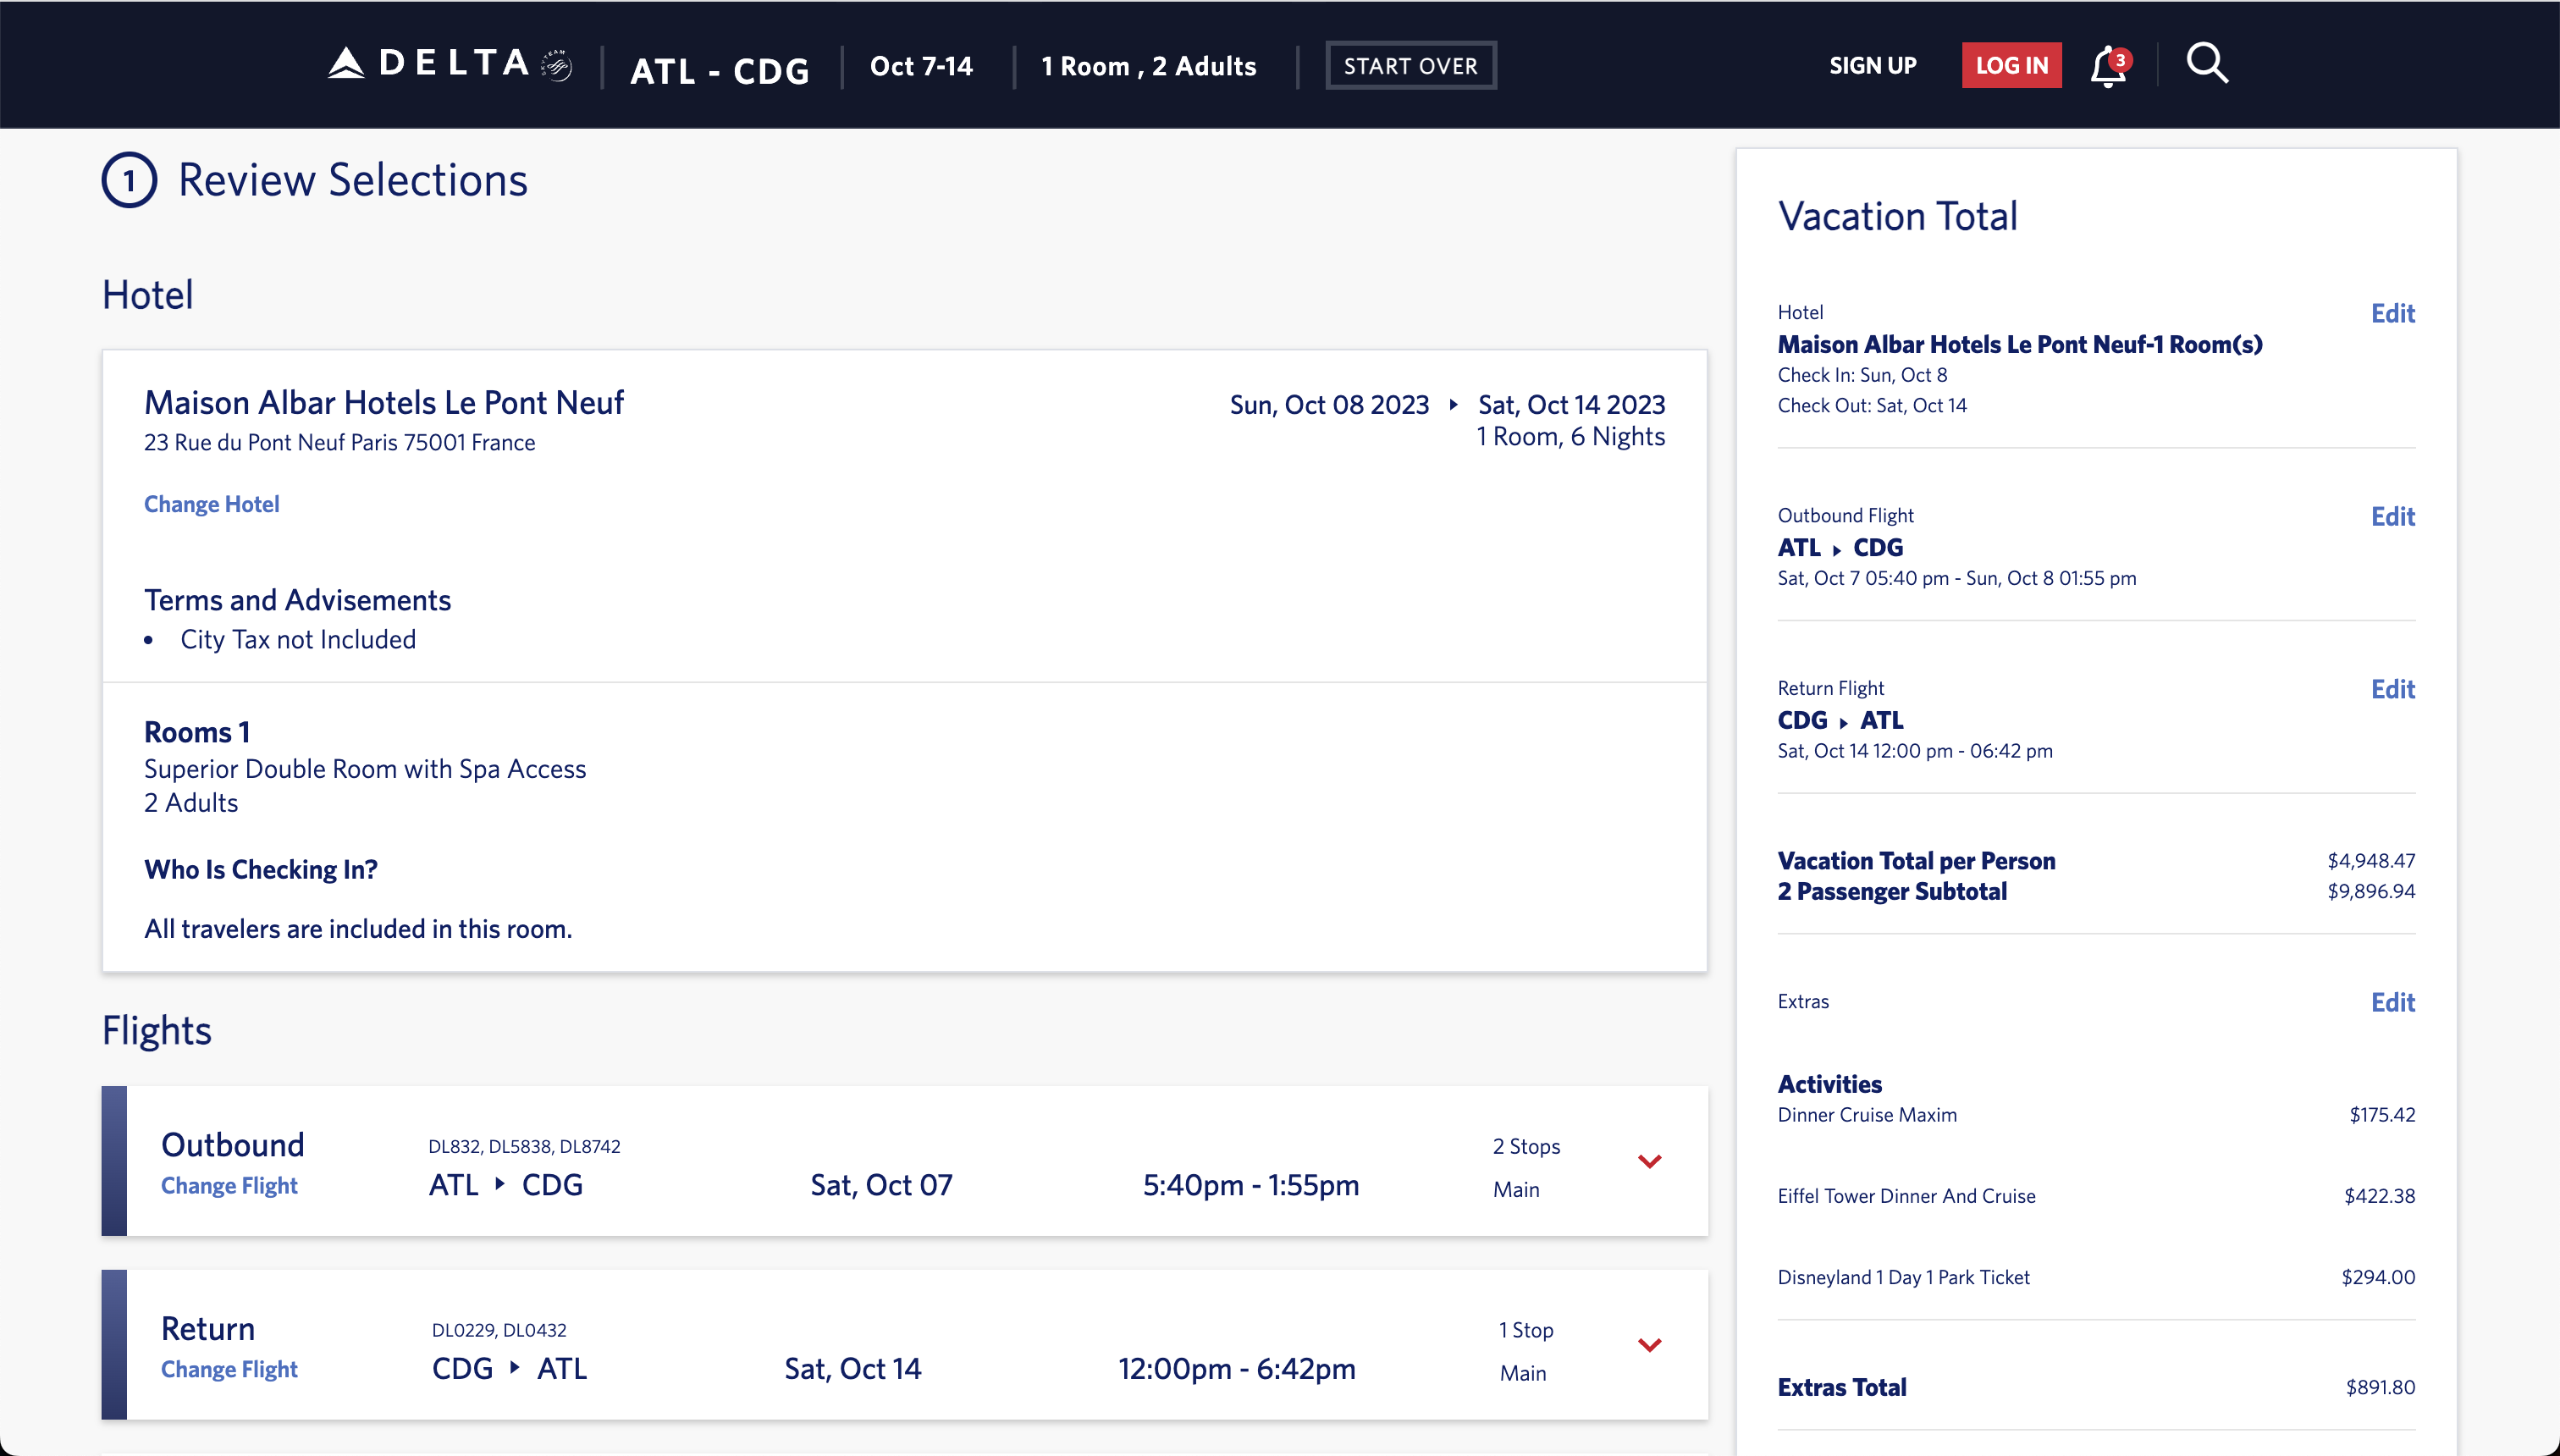 DELTA
ATL - CDG
Oct 7-14
1 Room , 2 Adults
START OVER
SIGN UP
LOG IN
3
1 Review Selections
Hotel
Maison Albar Hotels Le Pont Neuf
23 Rue du Pont Neuf Paris 75001 France
Sun, Oct 08 2023 ‣ Sat, Oct 14 2023
1 Room, 6 Nights
Change Hotel
Terms and Advisements
• City Tax not Included
Rooms 1
Superior Double Room with Spa Access
2 Adults
Who Is Checking In?
All travelers are included in this room.
Flights
Outbound
Change Flight
DL832, DL5838, DL8742
ATL ‣ CDG
Sat, Oct 07
5:40pm - 1:55pm
2 Stops
Main
Return
Change Flight
DL0229, DL0432
CDG ‣ ATL
Sat, Oct 14
12:00pm - 6:42pm
1 Stop
Main
Vacation Total
Hotel
Edit
Maison Albar Hotels Le Pont Neuf-1 Room(s)
Check In: Sun, Oct 8
Check Out: Sat, Oct 14
Outbound Flight
Edit
ATL ‣ CDG
Sat, Oct 7 05:40 pm - Sun, Oct 8 01:55 pm
Return Flight
Edit
CDG ‣ ATL
Sat, Oct 14 12:00 pm - 06:42 pm
Vacation Total per Person $4,948.47
2 Passenger Subtotal $9,896.94
Extras
Edit
Activities
Dinner Cruise Maxim $175.42
Eiffel Tower Dinner And Cruise $422.38
Disneyland 1 Day 1 Park Ticket $294.00
Extras Total $891.80